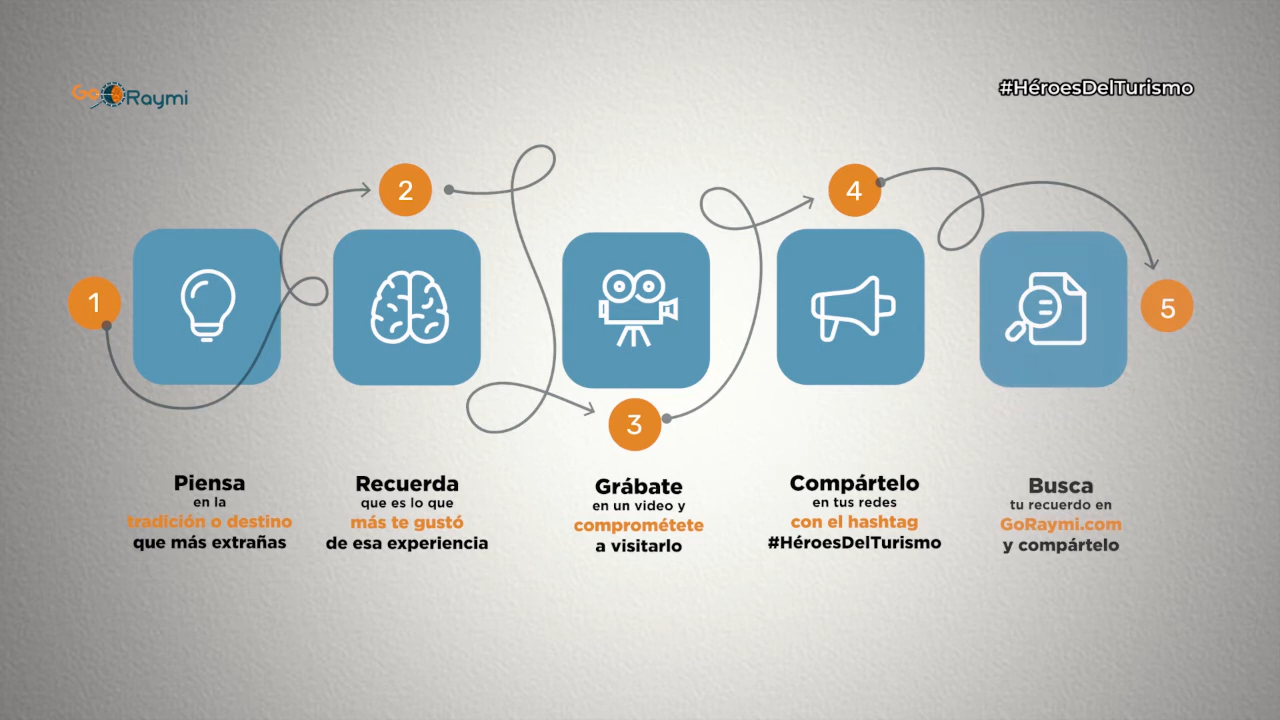 GoRaymi
#HéroesDelTurismo
1
2
3
4
5
Piensa
en la
tradición o destino
que más extrañas
Recuerda
que es lo que
más te gustó
de esa experiencia
Grábate
en un video y
comprométete
a visitarlo
Compártelo
en tus redes
con el hashtag
#HéroesDelTurismo
Busca
tu recuerdo en
GoRaymi.com
y compártelo